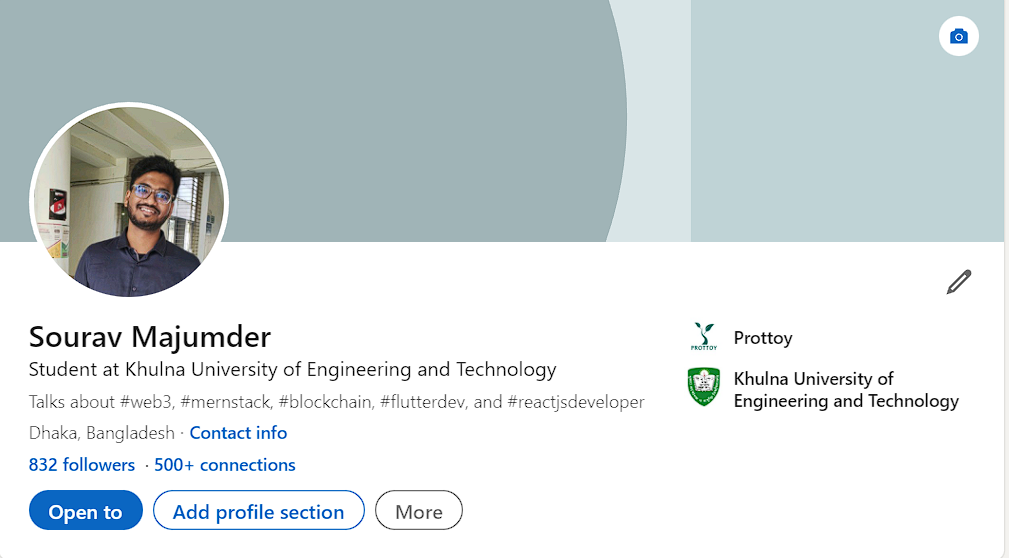 Sourav Majumder
Student at Khulna University of Engineering and Technology
Talks about #web3, #mernstack, #blockchain, #flutterdev, and #reactjsdeveloper
Dhaka, Bangladesh · Contact info
832 followers · 500+ connections
Open to
Add profile section
More
PROTTOY
Prottoy
Khulna University of
Engineering and Technology